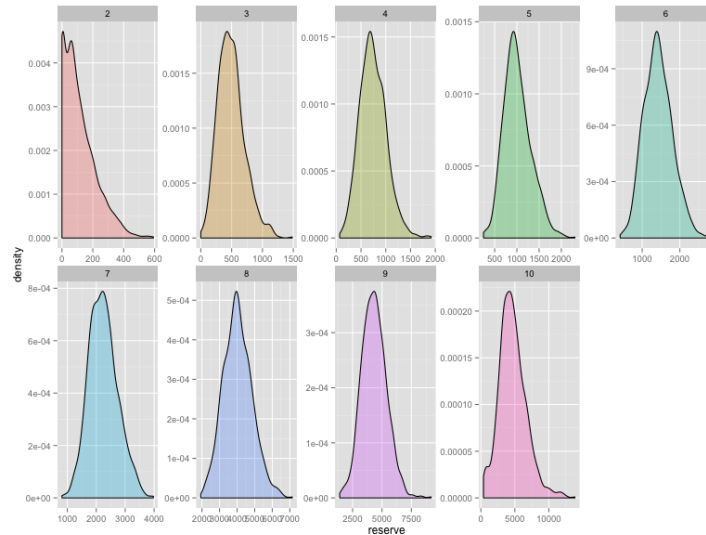 2 3 4 5 6
0.004
0.003
0.002
0.001
0.000
0.0015
0.0010
0.0005
0.0000
0.0015
0.0010
0.0005
0.0000
0.0015
0.0010
0.0005
0.0000
9e-04
6e-04
3e-04
0e+00
0 200 400 600
0 500 1000 1500
0 500 1000 1500 2000
500 1000 1500 2000
1000 2000
density
7 8 9 10
8e-04
6e-04
4e-04
2e-04
0e+00
5e-04
4e-04
3e-04
2e-04
1e-04
0e+00
3e-04
2e-04
1e-04
0e+00
0.00020
0.00015
0.00010
0.00005
0.00000
1000 2000 3000 4000
2000 3000 4000 5000 6000 7000
2500 5000 7500
0 5000 10000
reserve